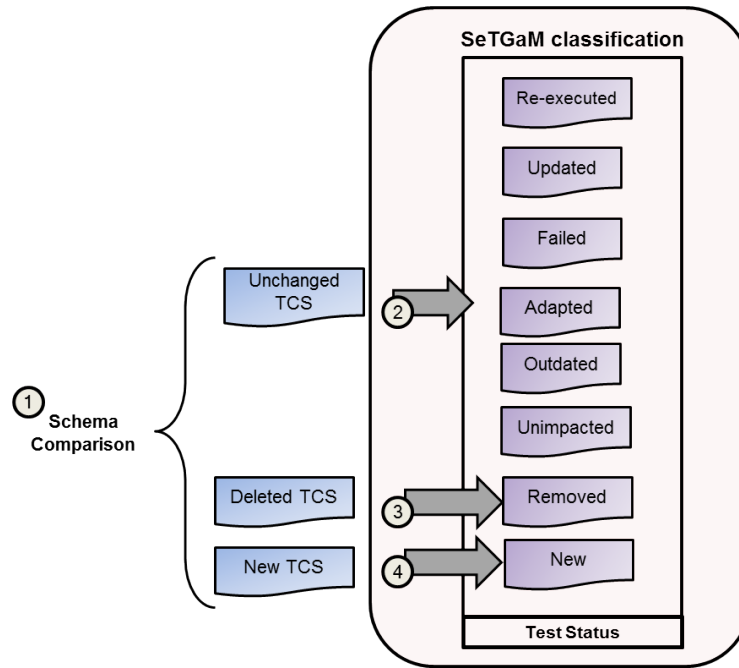 SeTGaM classification
Re-executed
Updated
Failed
Unchanged
TCS
2
Adapted
Outdated
1
Schema
Comparison
Unimpacted
Deleted TCS
3
Removed
New TCS
4
New
Test Status